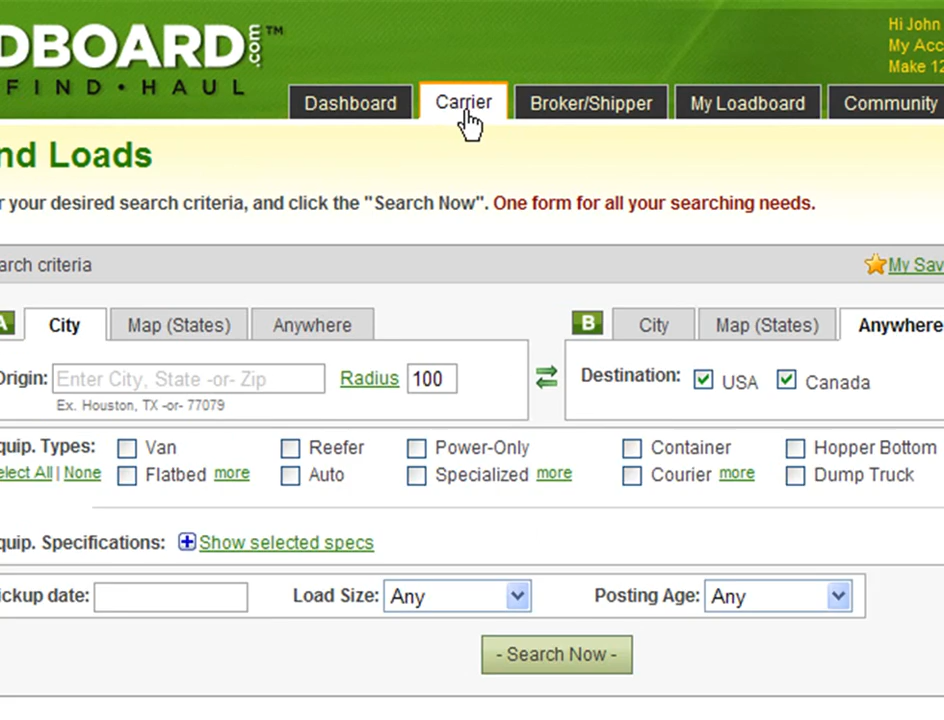 DBOARD.com™
FIND • HAUL
Hi John
My Acc
Make 12
Dashboard Carrier Broker/Shipper My Loadboard Community
nd Loads
r your desired search criteria, and click the "Search Now". One form for all your searching needs.
arch criteria My Sav
A City Map (States) Anywhere B City Map (States) Anywhere
Origin: Enter City, State -or- Zip Radius 100 Destination: USA Canada
Ex. Houston, TX -or- 77079
quip. Types: Van Reefer Power-Only Container Hopper Bottom
elect All | None Flatbed more Auto Specialized more Courier more Dump Truck
quip. Specifications: Show selected specs
ickup date: Load Size: Any Posting Age: Any
- Search Now -